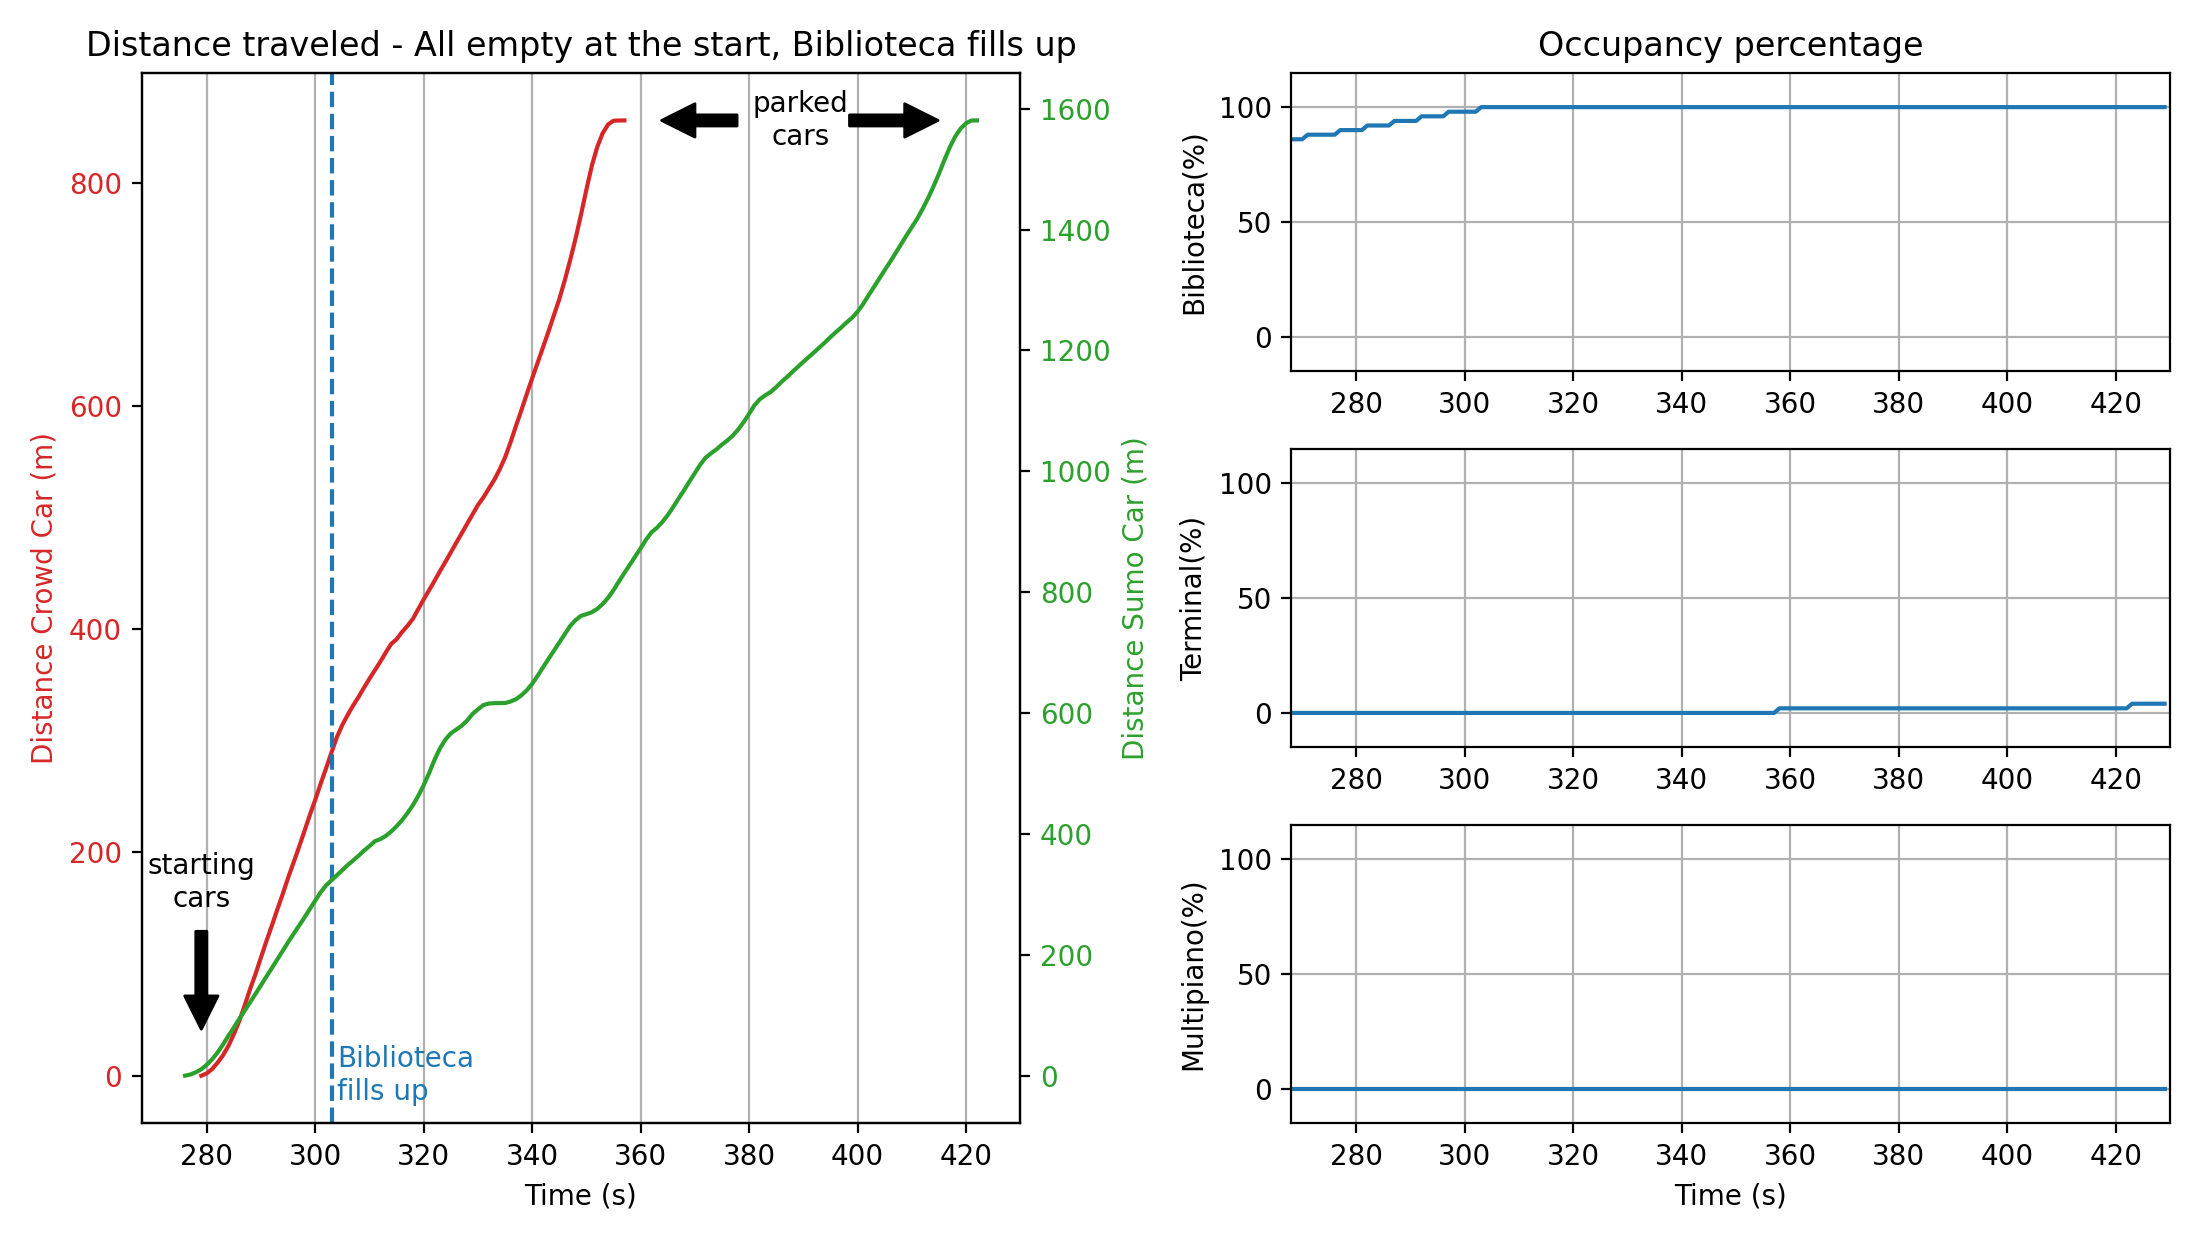 Distance traveled - All empty at the start, Biblioteca fills up
Distance Crowd Car (m)
800
600
400
200
0
parked
cars
starting
cars
Biblioteca
fills up
1600
1400
1200
1000
800
600
400
200
0
Distance Sumo Car (m)
280 300 320 340 360 380 400 420
Time (s)
Occupancy percentage
Biblioteca(%)
100
50
0
280 300 320 340 360 380 400 420
Terminal(%)
100
50
0
280 300 320 340 360 380 400 420
Multipiano(%)
100
50
0
280 300 320 340 360 380 400 420
Time (s)